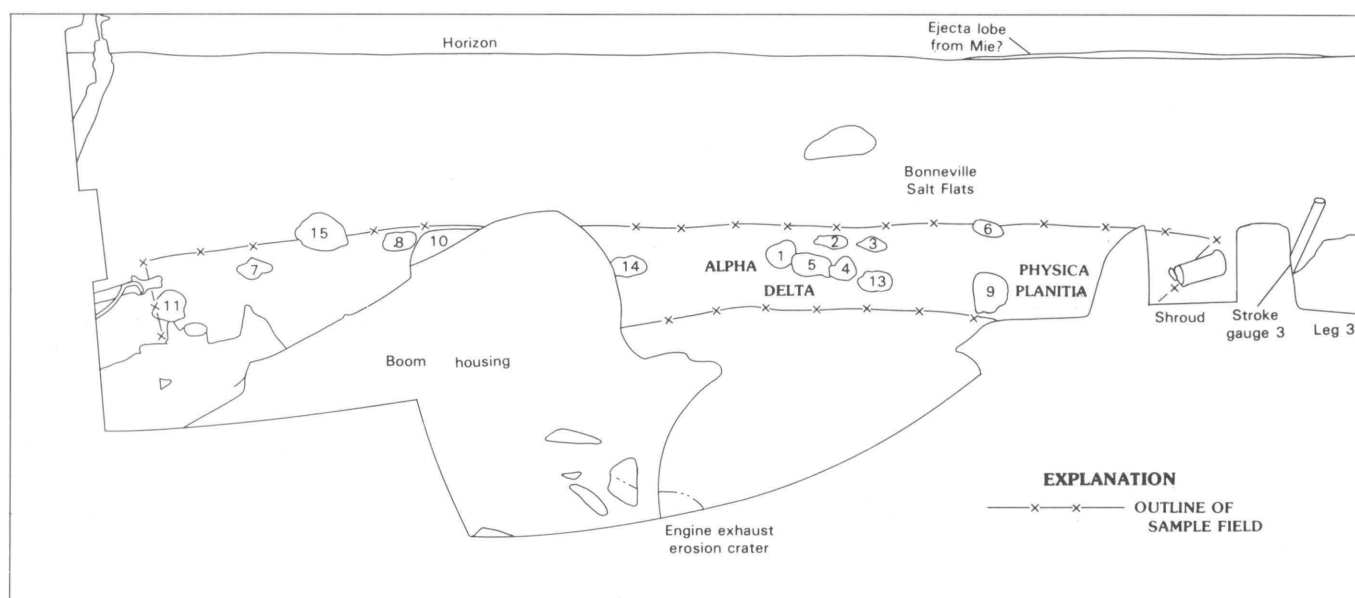 Horizon
Ejecta lobe
from Mie?
Bonneville
Salt Flats
15
8
10
7
11
14
1
2
3
5
4
13
6
9
ALPHA
DELTA
PHYSICA
PLANITIA
Shroud
Stroke
gauge 3
Leg 3
Boom housing
Engine exhaust
erosion crater
EXPLANATION
OUTLINE OF
SAMPLE FIELD